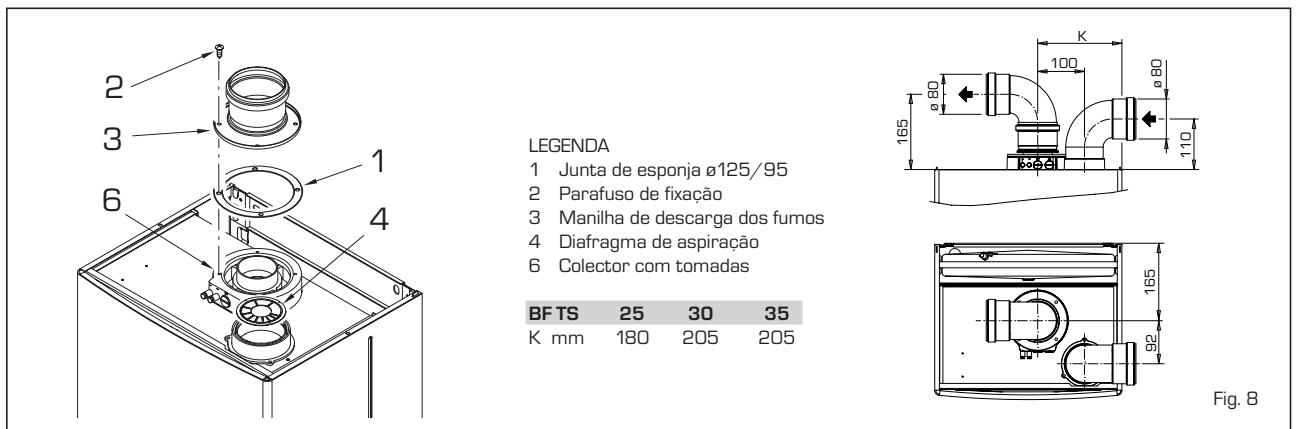 2
3
1
6
4
LEGENDA
1 Junta de esponja ø125/95
2 Parafuso de fixação
3 Manilha de descarga dos fumos
4 Diafragma de aspiração
6 Colector com tomadas
BF TS 25 30 35
K mm 180 205 205
K
100
ø 80
ø 80
165
110
165
92
Fig. 8